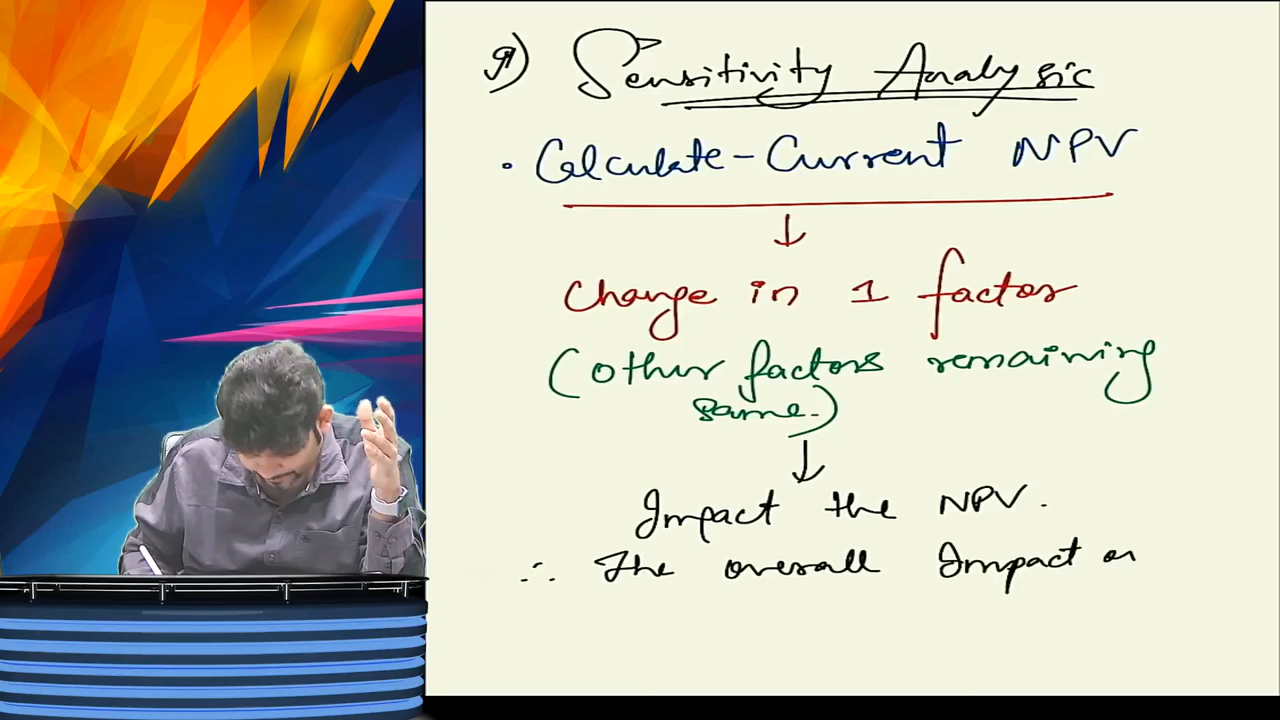 Sensitivity Analysis
• Calculate - Current NPV
↓
Change in 1 factor
(other factors remaining
same.)
↓
Impact the NPV.
∴ The overall Impact on